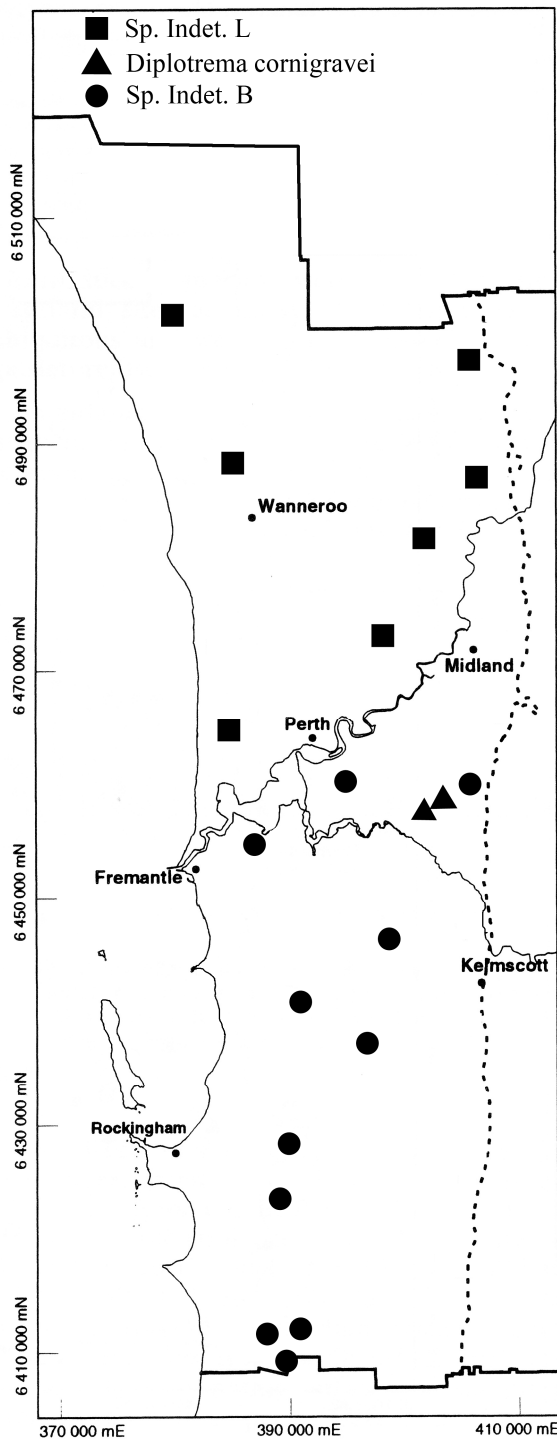 Sp. Indet. L
Diplotrema cornigravei
Sp. Indet. B
6 510 000 mN
6 490 000 mN
Wanneroo
6 470 000 mN
Midland
Perth
Fremantle
6 450 000 mN
Kelmscott
6 430 000 mN
Rockingham
6 410 000 mN
370 000 mE
390 000 mE
410 000 mE